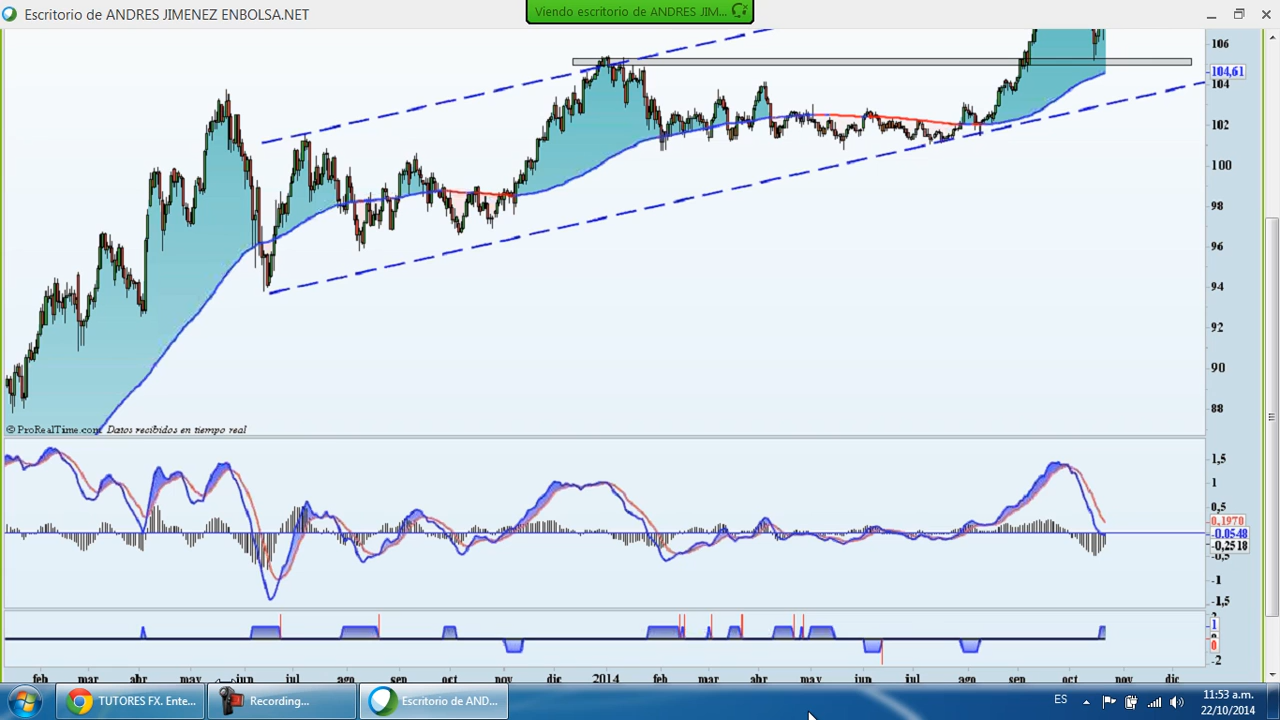 Escritorio de ANDRES JIMENEZ ENBOLSA.NET
Viendo escritorio de ANDRES JIM...
106
104,61
104
102
100
98
96
94
92
90
88
© ProRealTime.com Datos recibidos en tiempo real
1,5
1
0,5
0,1970
-0,0548
-0,2518
-0,5
-1
-1,5
1
0
-2
feb mar abr may jun jul ago sep oct nov dic 2014 feb mar abr may jun jul ago sep oct nov dic
TUTORES FX. Ente...
Recording...
Escritorio de AND...
ES
11:53 a.m.
22/10/2014